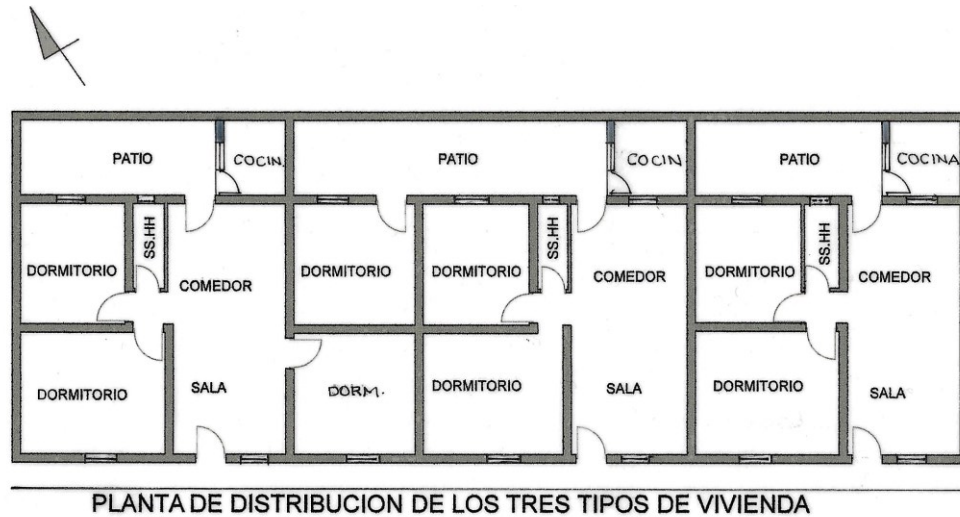 PATIO
COCIN.
PATIO
COCIN
PATIO
COCINA
SS.HH
SS.HH
SS.HH
DORMITORIO
COMEDOR
DORMITORIO
DORMITORIO
COMEDOR
DORMITORIO
COMEDOR
DORMITORIO
SALA
DORM.
DORMITORIO
SALA
DORMITORIO
SALA
PLANTA DE DISTRIBUCION DE LOS TRES TIPOS DE VIVIENDA